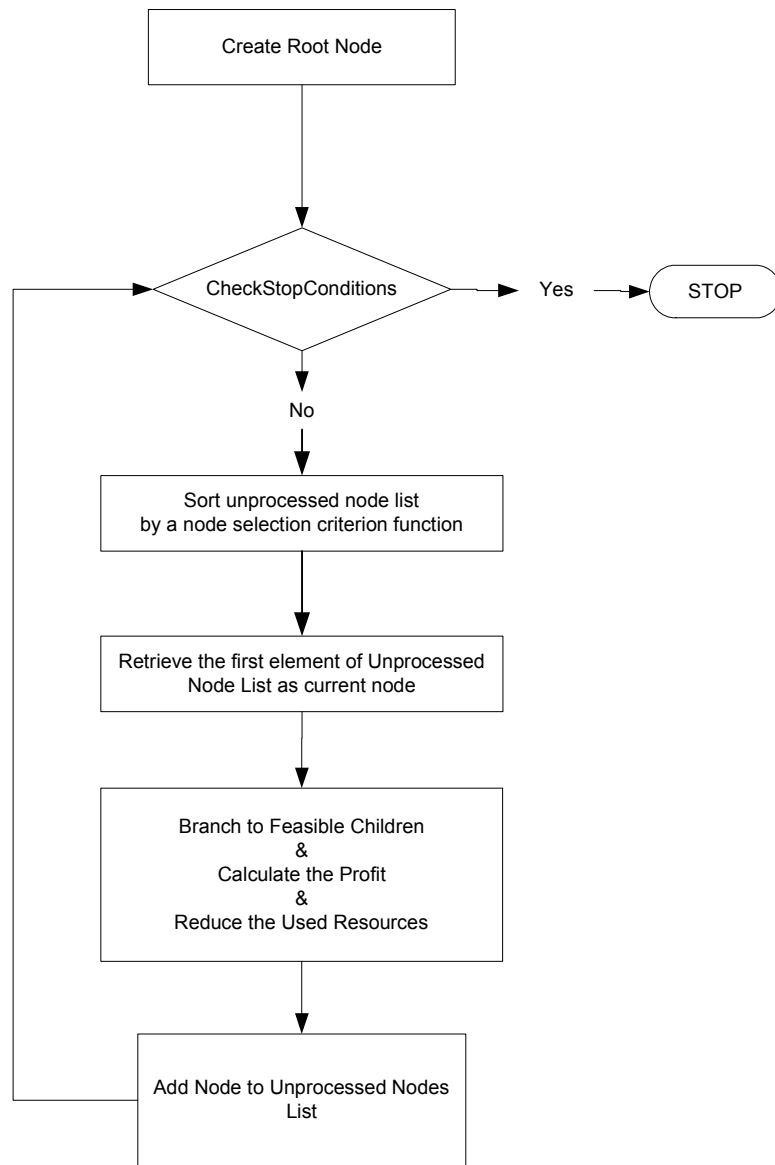 Create Root Node
CheckStopConditions
Yes
STOP
No
Sort unprocessed node list
by a node selection criterion function
Retrieve the first element of Unprocessed
Node List as current node
Branch to Feasible Children
&
Calculate the Profit
&
Reduce the Used Resources
Add Node to Unprocessed Nodes
List